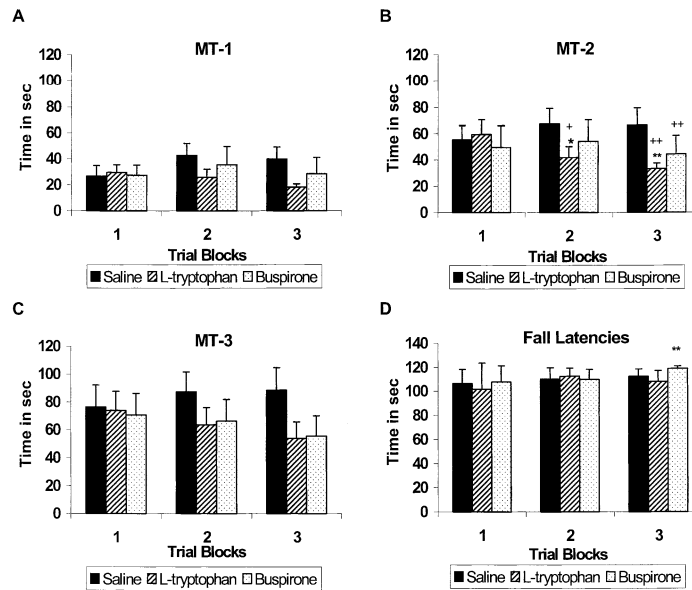 A
MT-1
Time in sec
120
100
80
60
40
20
0
1 2 3
Trial Blocks
Saline L-tryptophan Buspirone
B
MT-2
Time in sec
120
100
80
60
40
20
0
+
*
++
**
++
1 2 3
Trial Blocks
Saline L-tryptophan Buspirone
C
MT-3
Time in sec
120
100
80
60
40
20
0
1 2 3
Trial Blocks
Saline L-tryptophan Buspirone
D
Fall Latencies
Time in sec
140
120
100
80
60
40
20
0
**
1 2 3
Trial Blocks
Saline L-tryptophan Buspirone